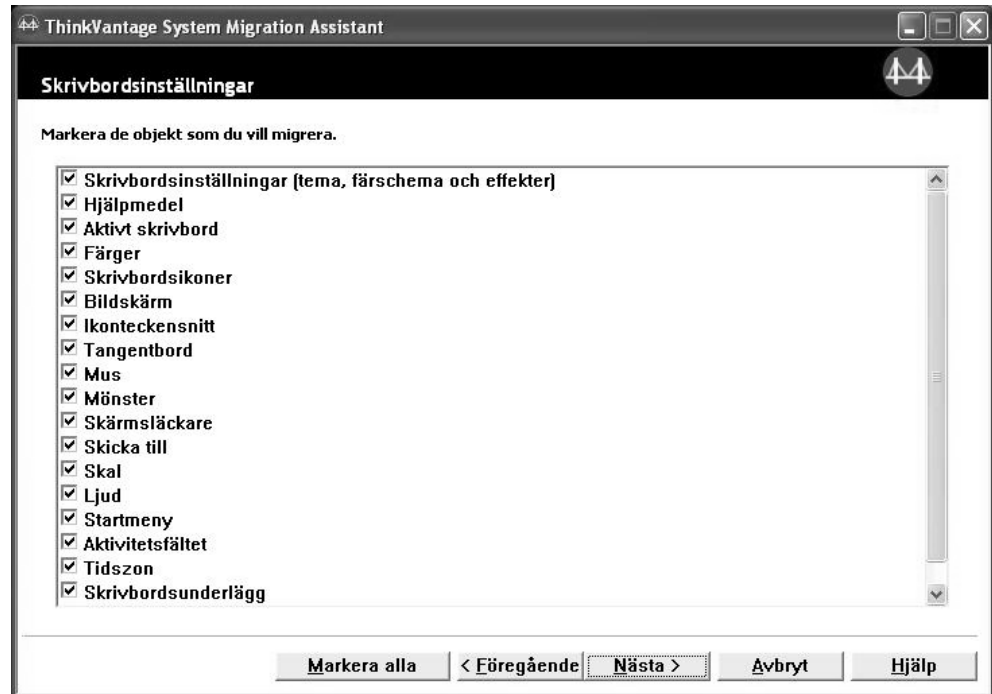 ThinkVantage System Migration Assistant
Skrivbordsinställningar
Markera de objekt som du vill migrera.
Skrivbordsinställningar (tema, färschema och effekter)
Hjälpmedel
Aktivt skrivbord
Färger
Skrivbordsikoner
Bildskärm
Ikonteckensnitt
Tangentbord
Mus
Mönster
Skärmsläckare
Skicka till
Skal
Ljud
Startmeny
Aktivitetsfältet
Tidszon
Skrivbordsunderlägg
Markera alla < Föregående Nästa > Avbryt Hjälp